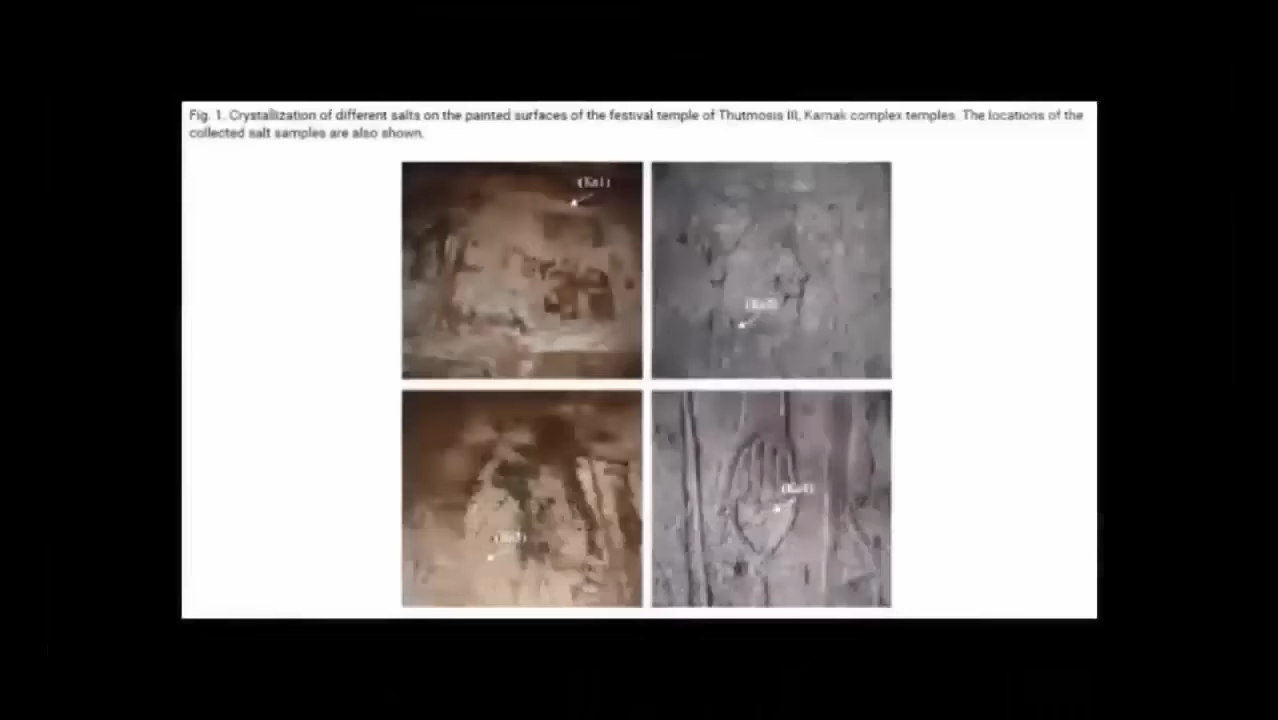 Fig. 1. Crystallization of different salts on the painted surfaces of the festival temple of Thutmosis III, Karnak complex temples. The locations of the
collected salt samples are also shown.
(Ka1)